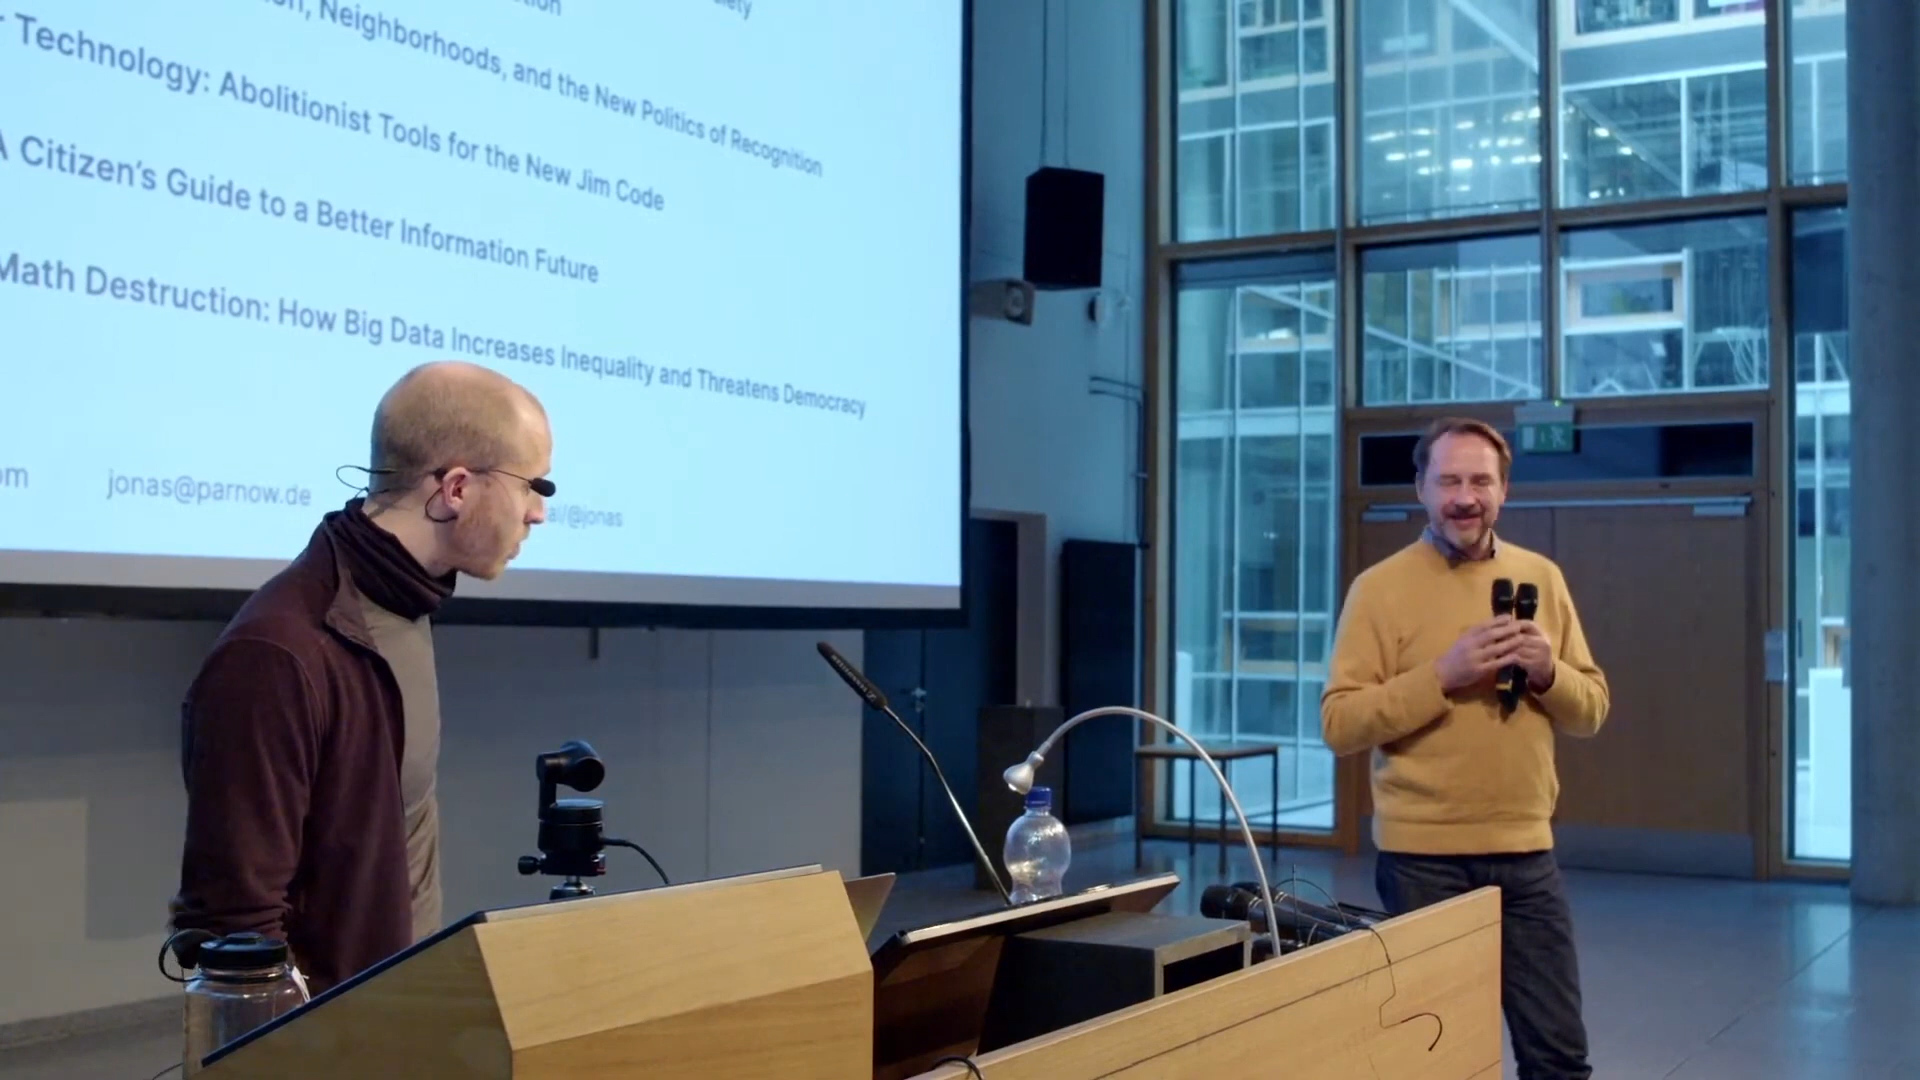 Neighborhoods, and the New Politics of Recognition
Technology: Abolitionist Tools for the New Jim Code
A Citizen's Guide to a Better Information Future
Math Destruction: How Big Data Increases Inequality and Threatens Democracy
jonas@parnow.de
/@jonas